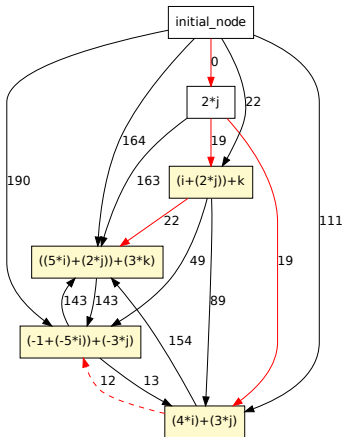 initial_node
0
2*j
22
164
19
163
(i+(2*j))+k
190
111
22
((5*i)+(2*j))+(3*k)
49
19
143
143
89
(-1+(-5*i))+(-3*j)
154
12
13
(4*i)+(3*j)